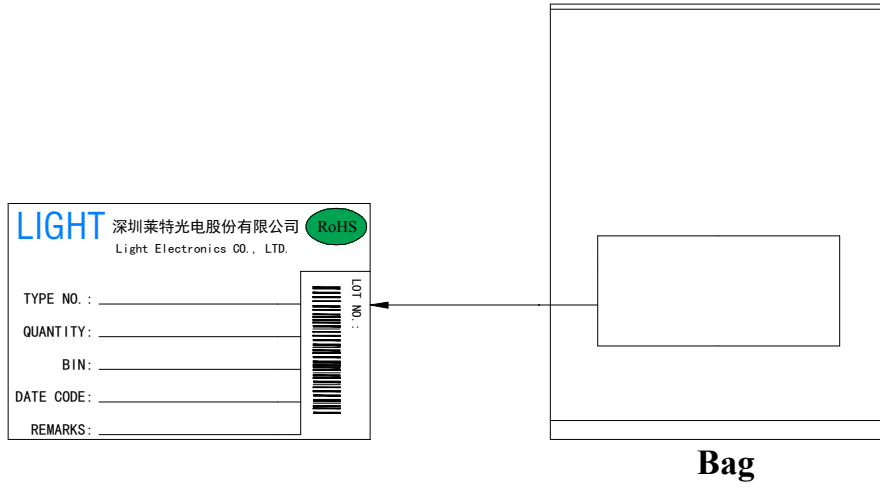 LIGHT 深圳莱特光电股份有限公司 RoHS
Light Electronics CO., LTD.
LOT NO.:
TYPE NO.:
QUANTITY:
BIN:
DATE CODE:
REMARKS:
Bag